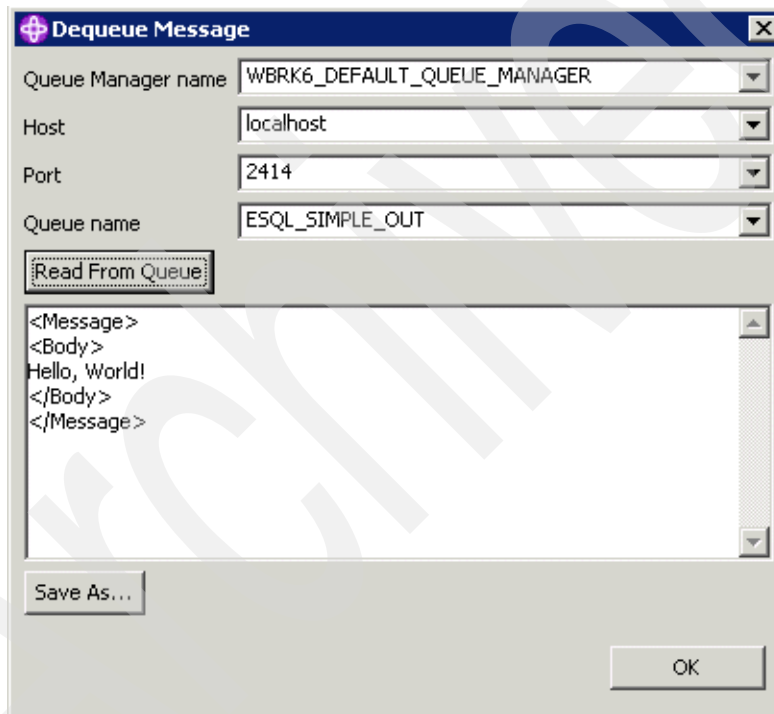 Dequeue Message
Queue Manager name WBRK6_DEFAULT_QUEUE_MANAGER
Host localhost
Port 2414
Queue name ESQL_SIMPLE_OUT
Read From Queue
<Message>
<Body>
Hello, World!
</Body>
</Message>
Save As...
OK